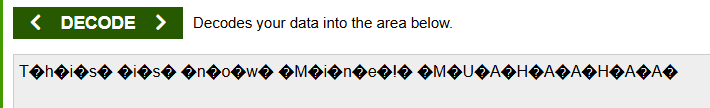 < DECODE > Decodes your data into the area below.
T�h�i�s� �i�s� �n�o�w� �M�i�n�e�!� �M�U�A�H�A�A�H�A�A�